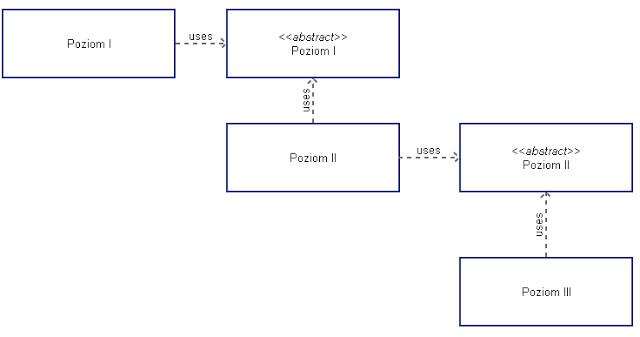 Poziom I
uses
<<abstract>>
Poziom I
uses
Poziom II
uses
<<abstract>>
Poziom II
uses
Poziom III